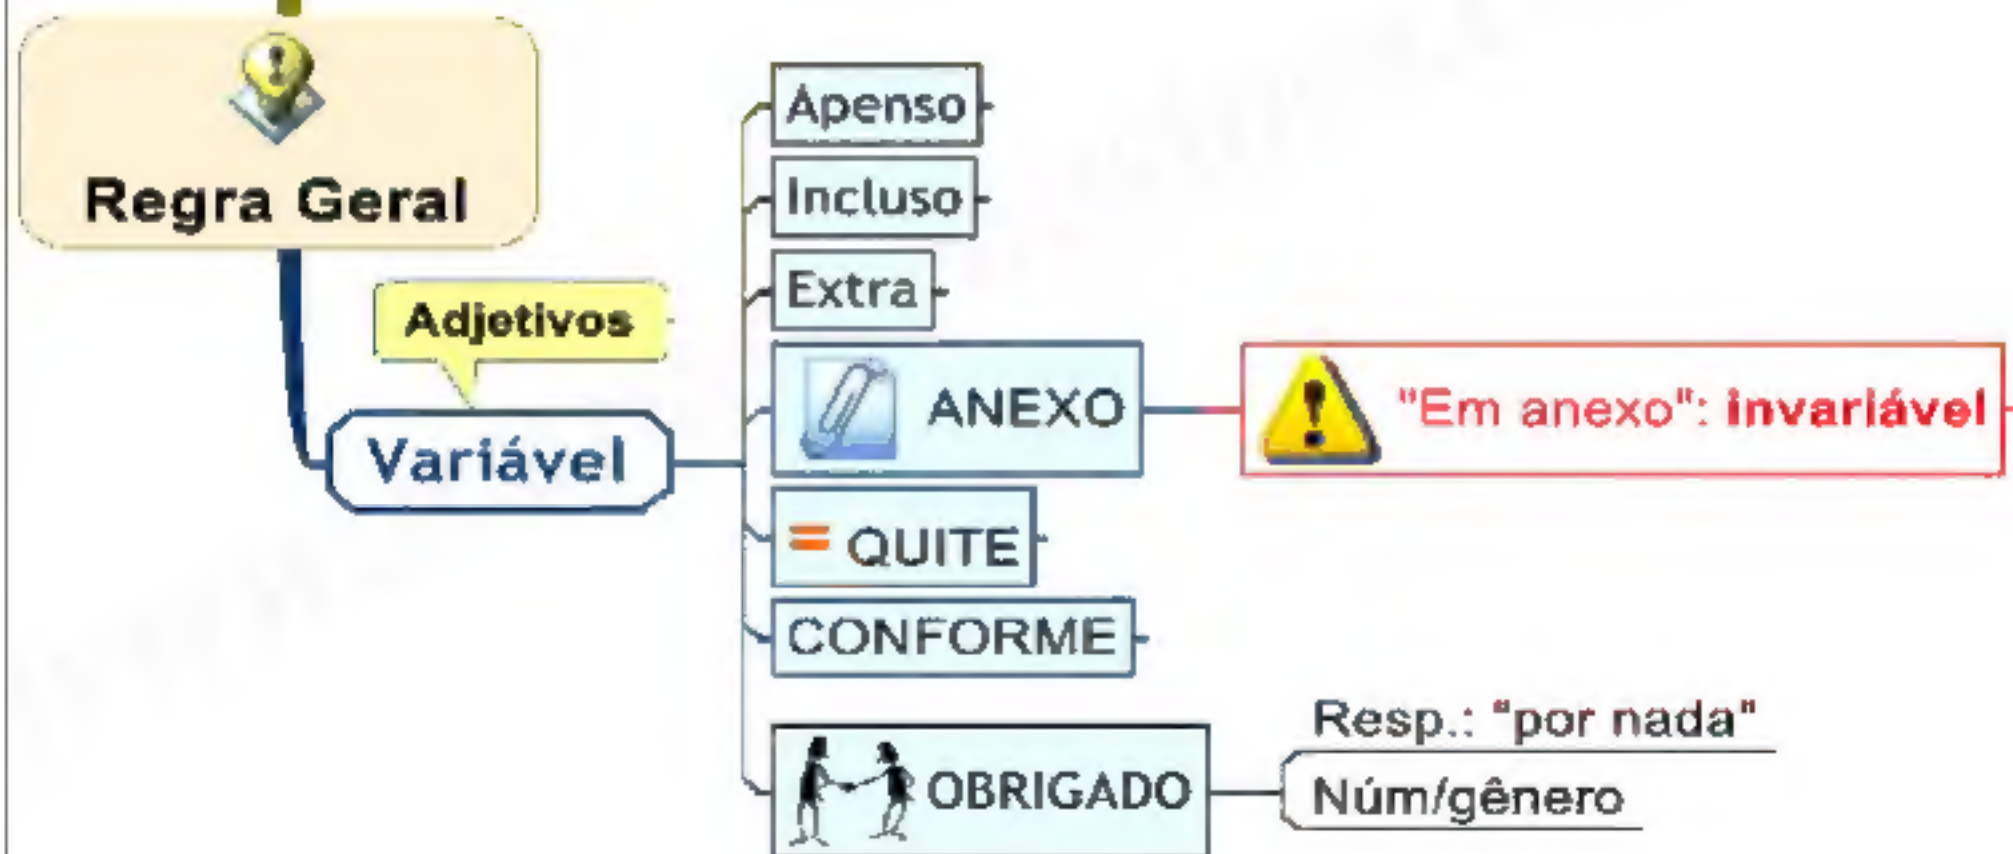 Regra Geral
Adjetivos
Variável
Apenso
Incluso
Extra
ANEXO
"Em anexo": invariável
= QUITE
CONFORME
OBRIGADO
Resp.: "por nada"
Núm/gênero